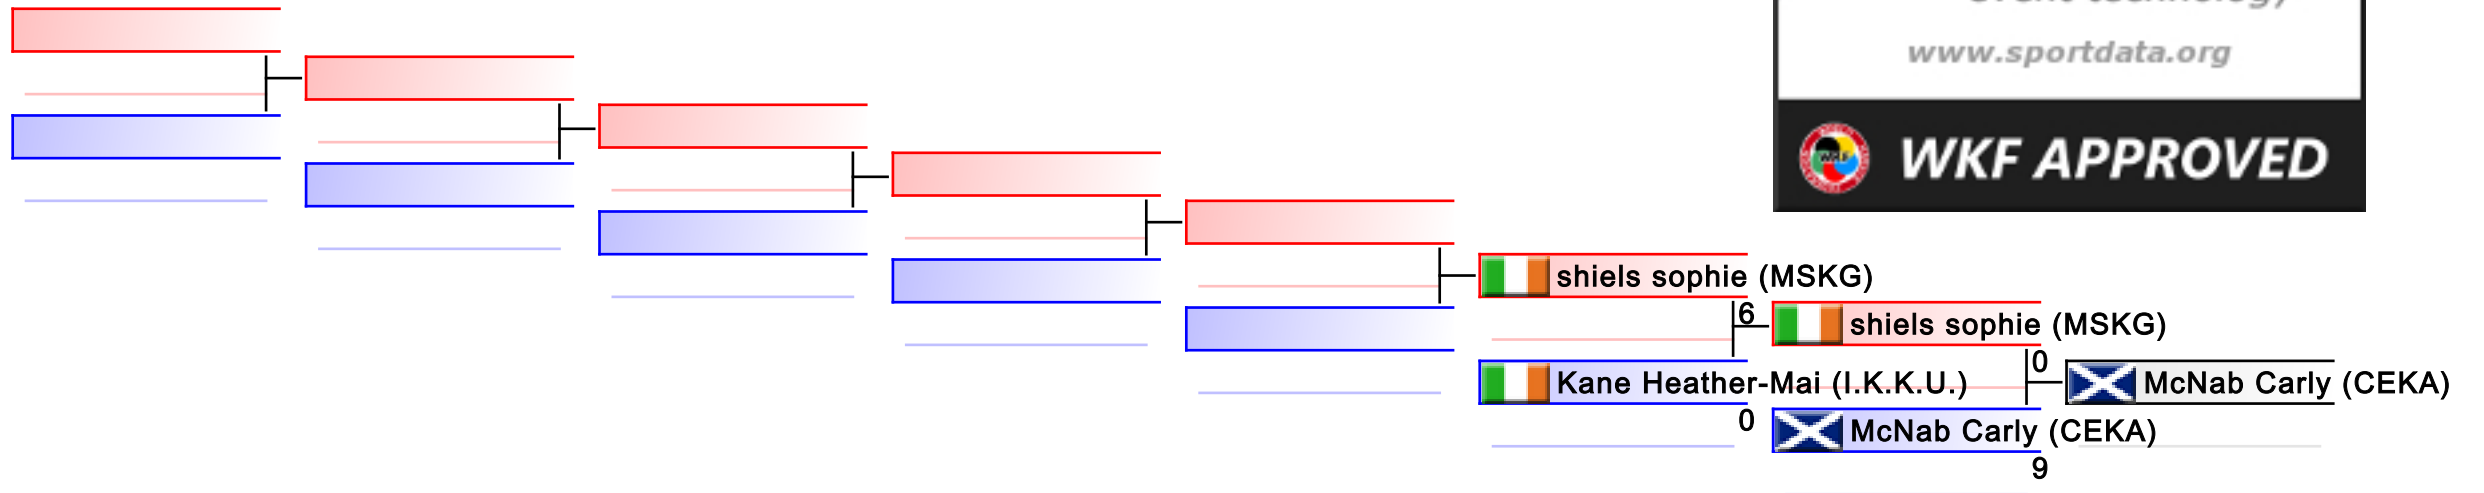 www.sportdata.org
WKF APPROVED
shiels sophie (MSKG)
6
shiels sophie (MSKG)
0
Kane Heather-Mai (I.K.K.U.)
McNab Carly (CEKA)
0
McNab Carly (CEKA)
9